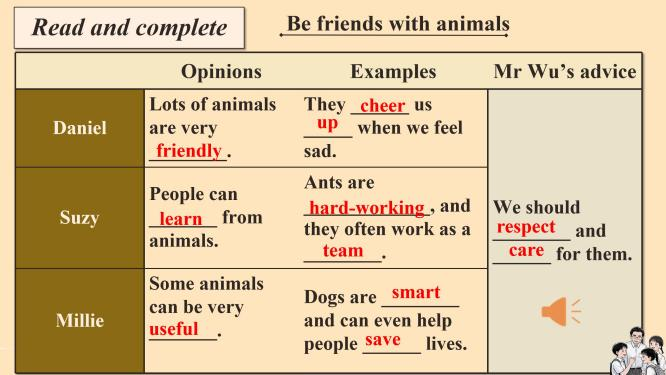 Read and complete
Be friends with animals
Opinions
Examples
Mr Wu's advice
Daniel
Lots of animals
are very
friendly.
They cheer us
up when we feel
sad.
Suzy
People can
learn from
animals.
Ants are
hard-working, and
they often work as a
team.
Millie
Some animals
can be very
useful.
Dogs are smart
and can even help
people save lives.
We should
respect and
care for them.